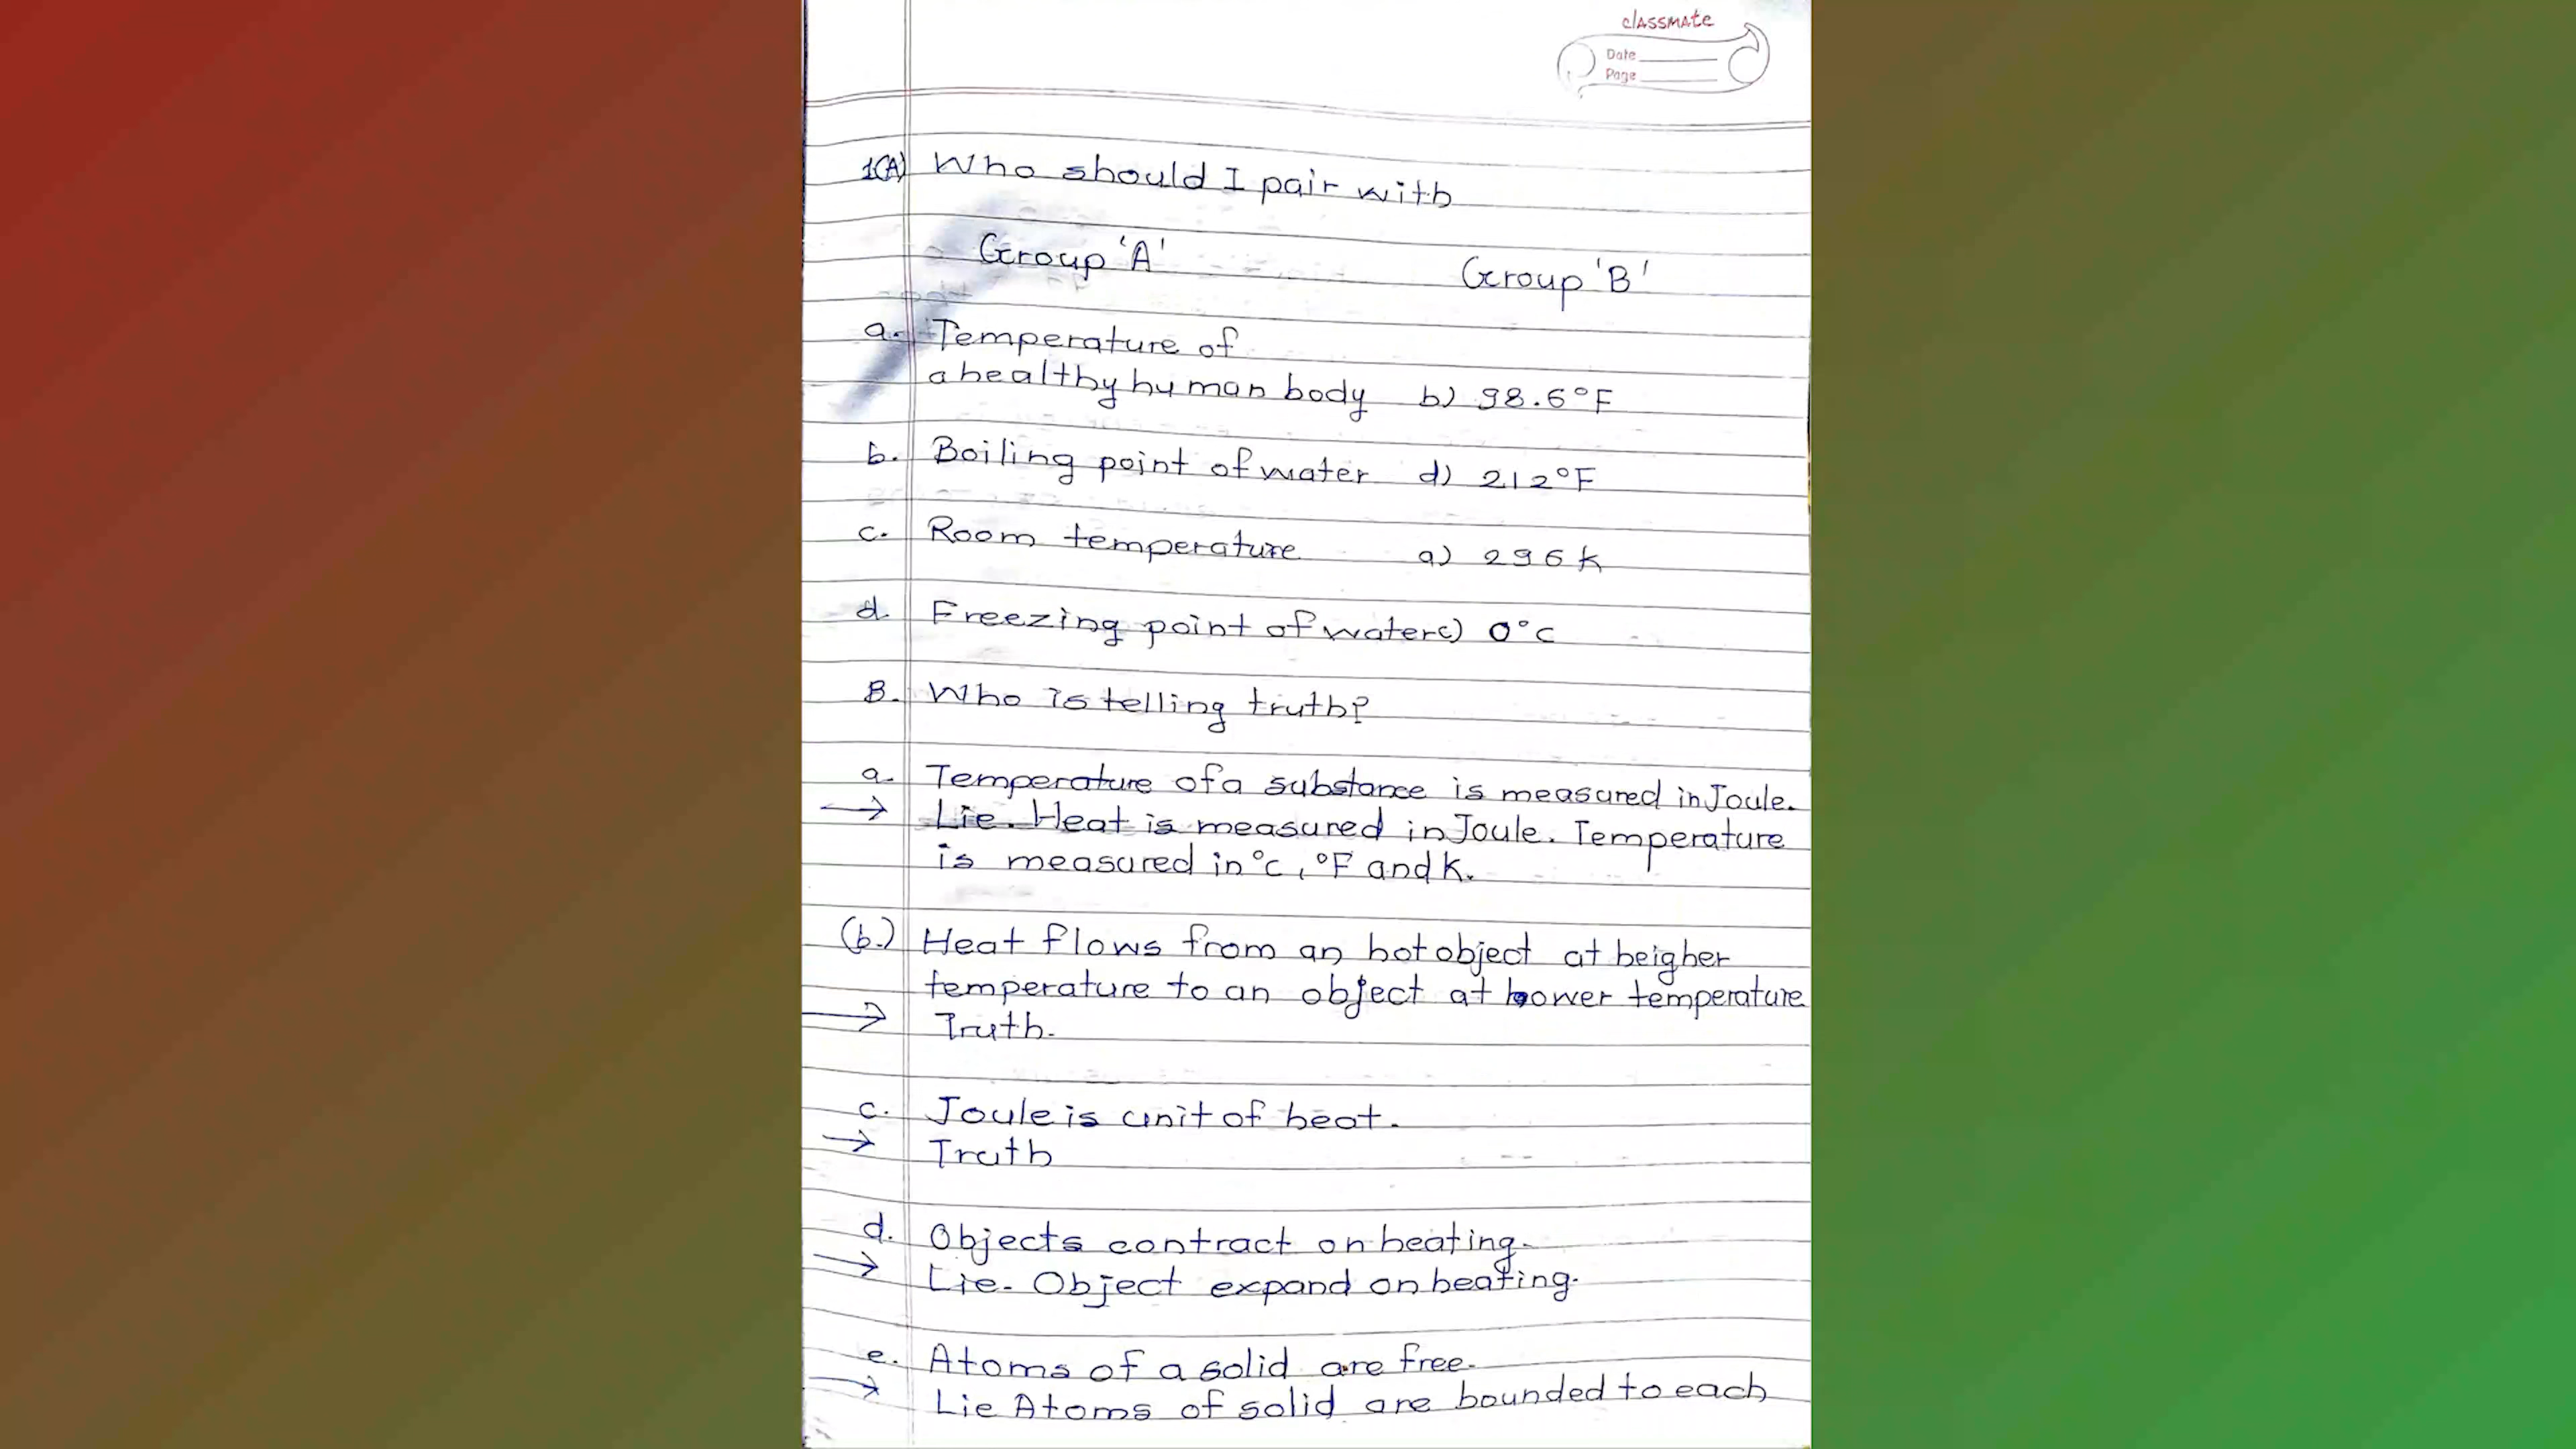 classmate
Date
Page
1(A) Who should I pair with
Group 'A' Group 'B'
a. Temperature of
a healthy human body b) 98.6°F
b. Boiling point of water d) 212°F
c. Room temperature a) 296 K
d. Freezing point of water c) 0°C
B. Who is telling truth?
a. Temperature of a substance is measured in Joule.
→ Lie. Heat is measured in Joule. Temperature
is measured in °C, °F and K.
(b.) Heat flows from an hot object at heigher
temperature to an object at lower temperature
→ Truth.
c. Joule is unit of heat.
→ Truth
d. Objects contract on heating.
→ Lie. Object expand on heating.
e. Atoms of a solid are free.
→ Lie Atoms of solid are bounded to each